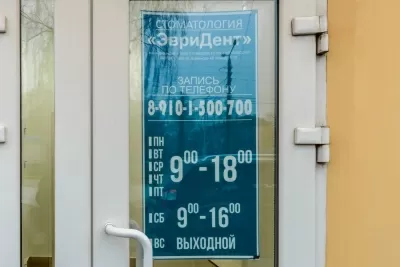 СТОМАТОЛОГИЯ
«ЭвриДент»
ЗАПИСЬ
ПО ТЕЛЕФОНУ
8-910-1-500-700
ПН
ВТ
СР 9⁰⁰-18⁰⁰
ЧТ
ПТ
СБ 9⁰⁰-16⁰⁰
ВС ВЫХОДНОЙ